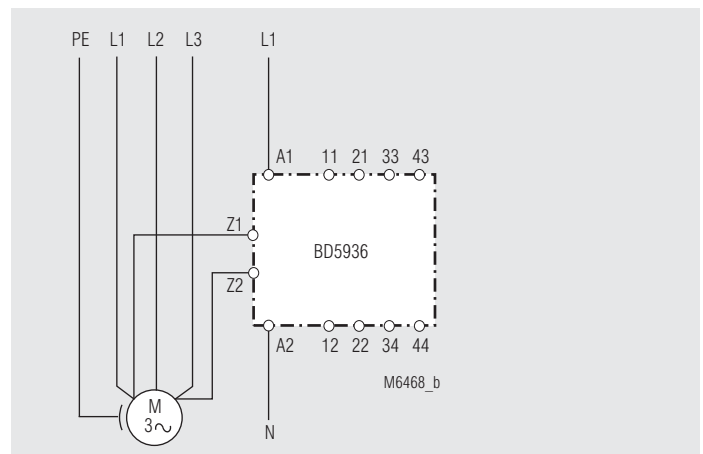 PE L1 L2 L3 L1
A1 11 21 33 43
Z1
BD5936
Z2
A2 12 22 34 44
M6468_b
M
3~
N